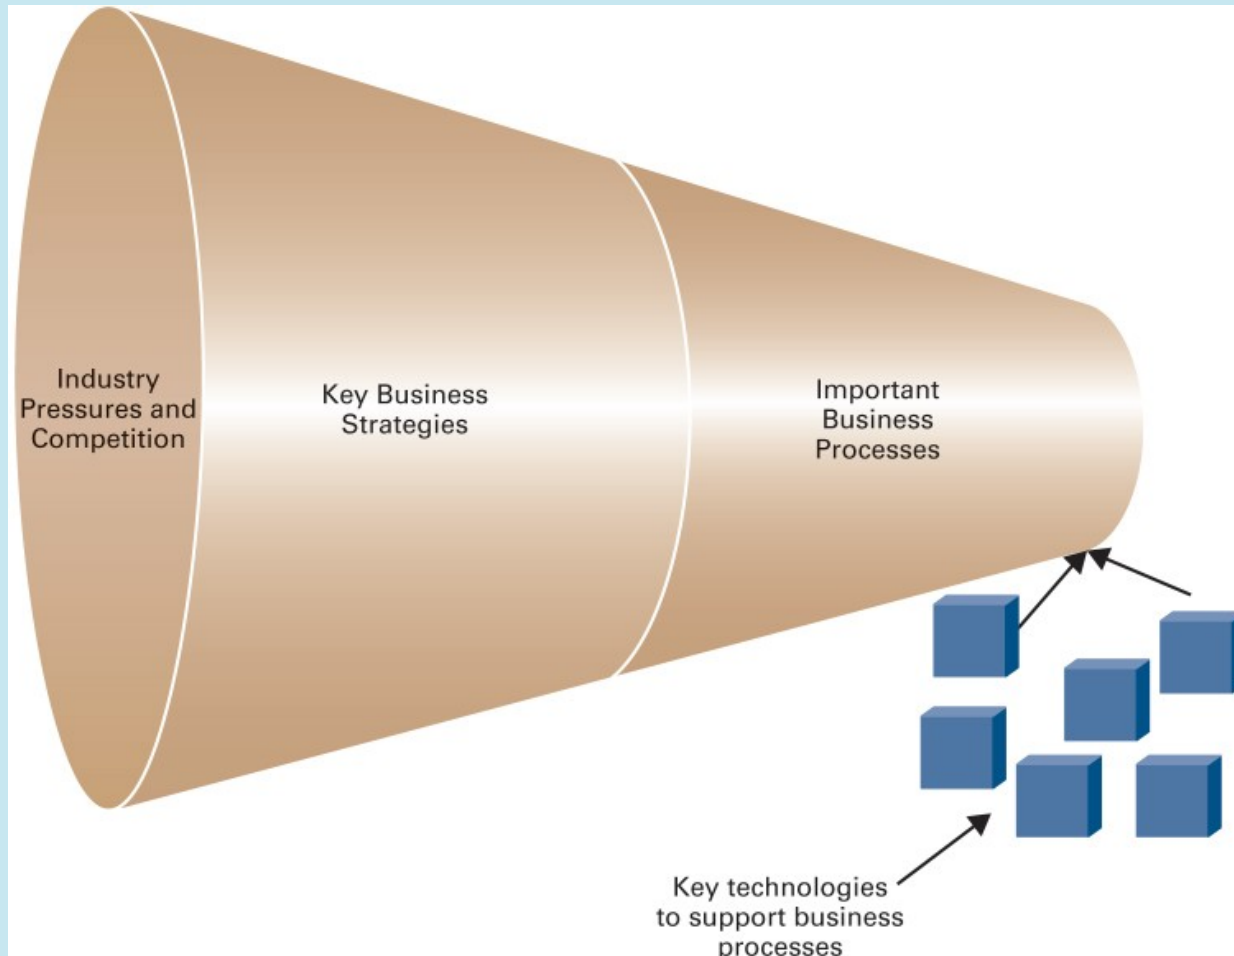 Industry
Pressures and
Competition
Key Business
Strategies
Important
Business
Processes
Key technologies
to support business
processes